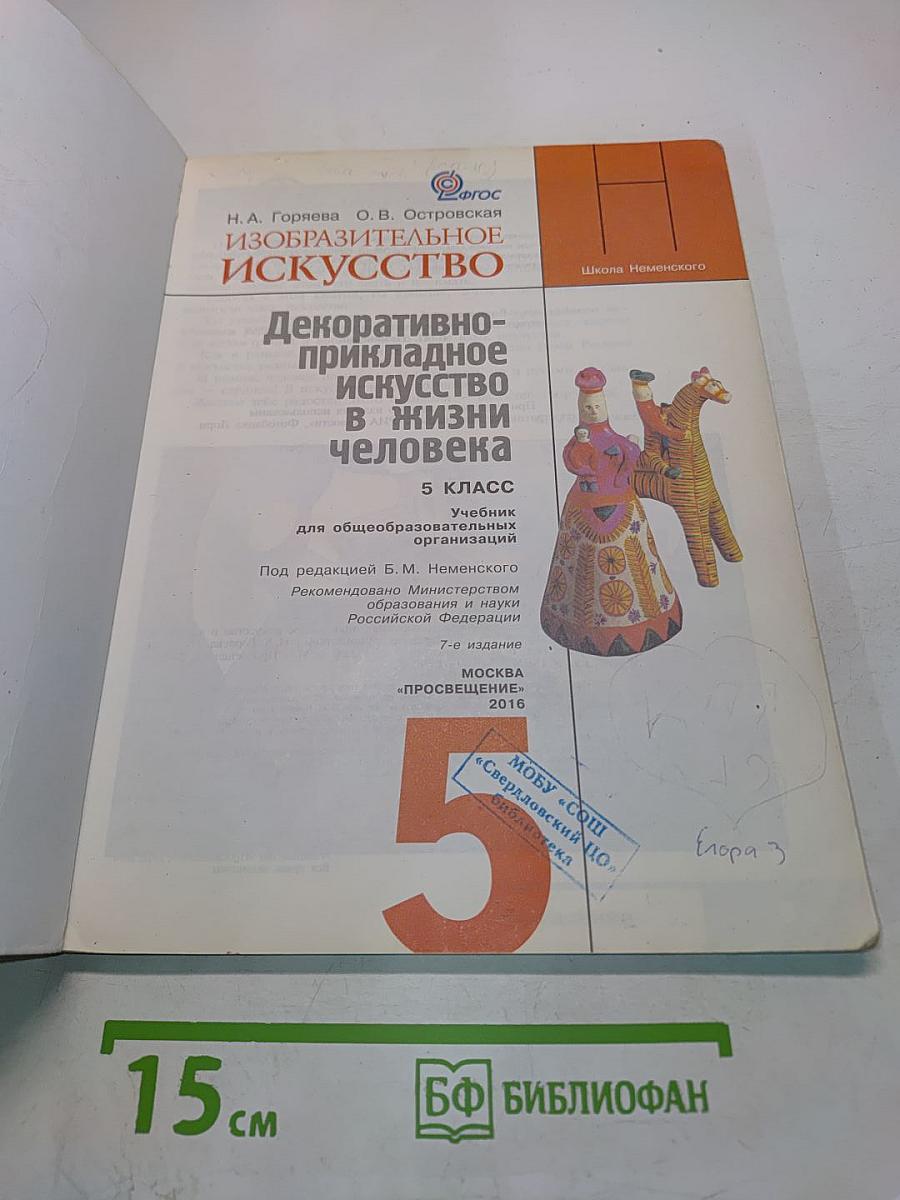 ФГОС
Н. А. Горяева О. В. Островская
ИЗОБРАЗИТЕЛЬНОЕ
ИСКУССТВО
Школа Неменского
Декоративно-
прикладное
искусство
в жизни
человека
5 КЛАСС
Учебник
для общеобразовательных
организаций
Под редакцией Б. М. Неменского
Рекомендовано Министерством
образования и науки
Российской Федерации
7-е издание
МОСКВА
«ПРОСВЕЩЕНИЕ»
2016
5
МОБУ «СОШ
«Свердловский ЦО»
библиотека
15 см
БФ БИБЛИОФАН